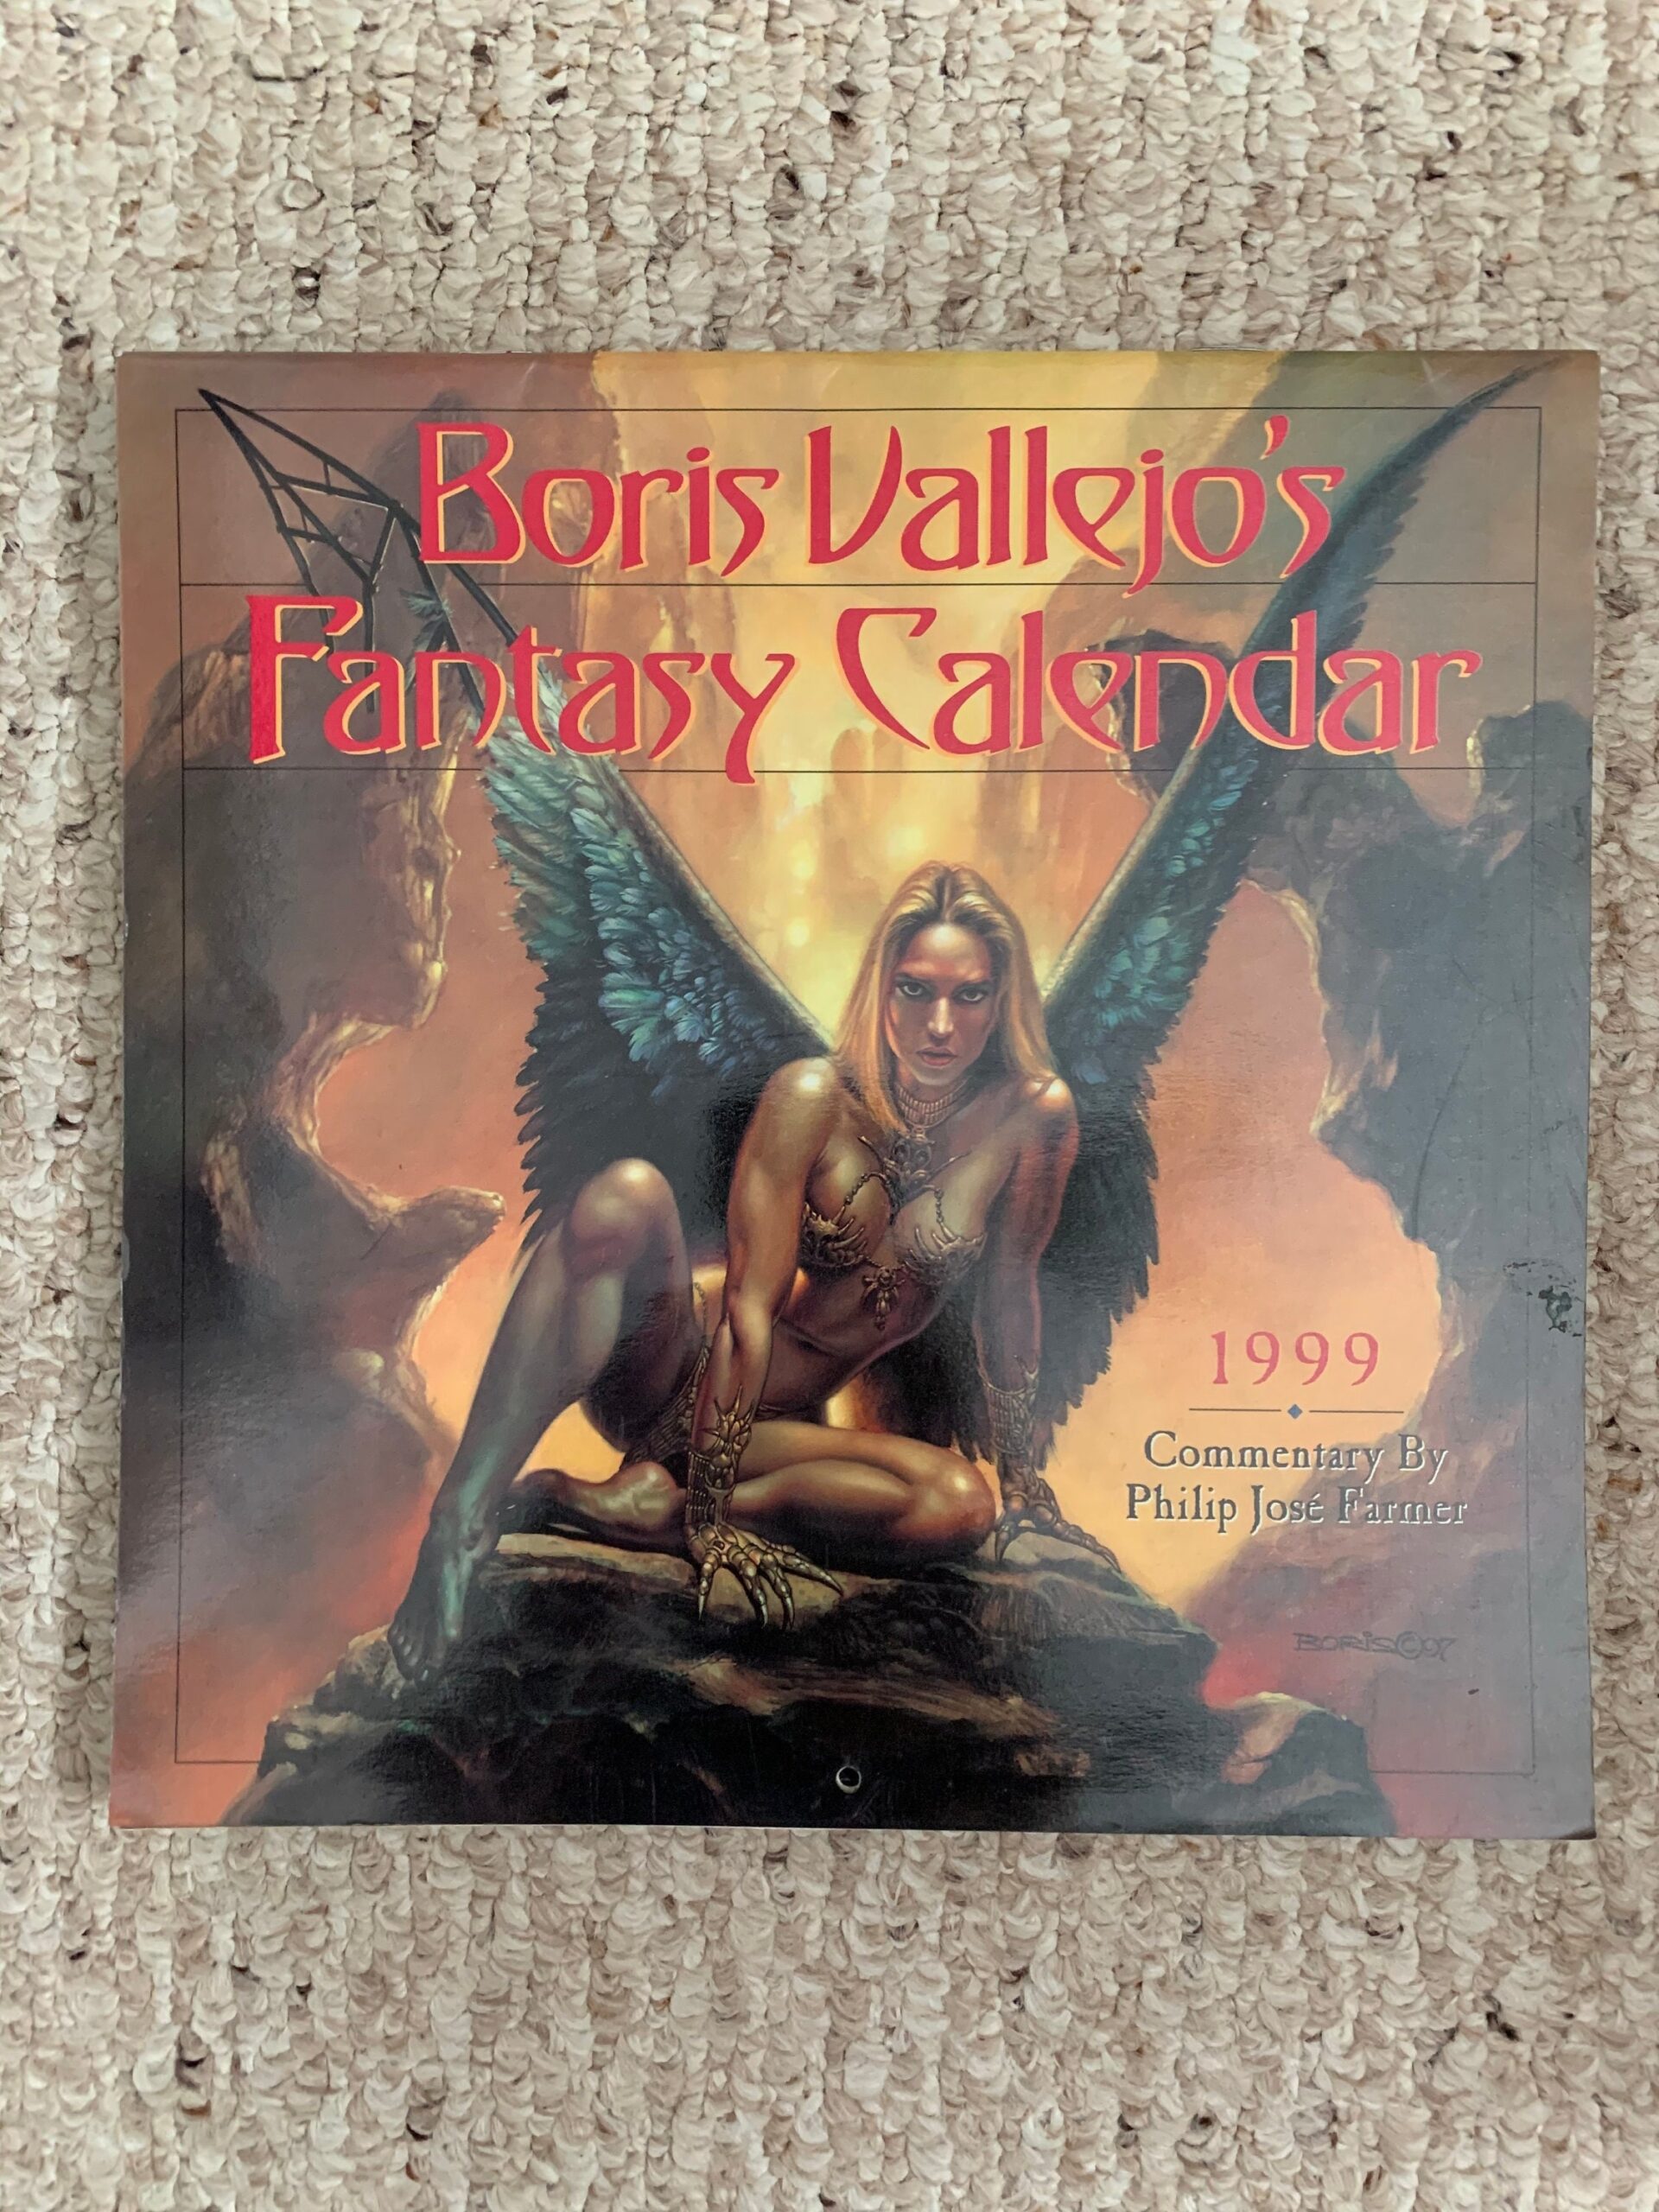 Boris Vallejo's
Fantasy Calendar
1999
Commentary By
Philip José Farmer
BORIS©97